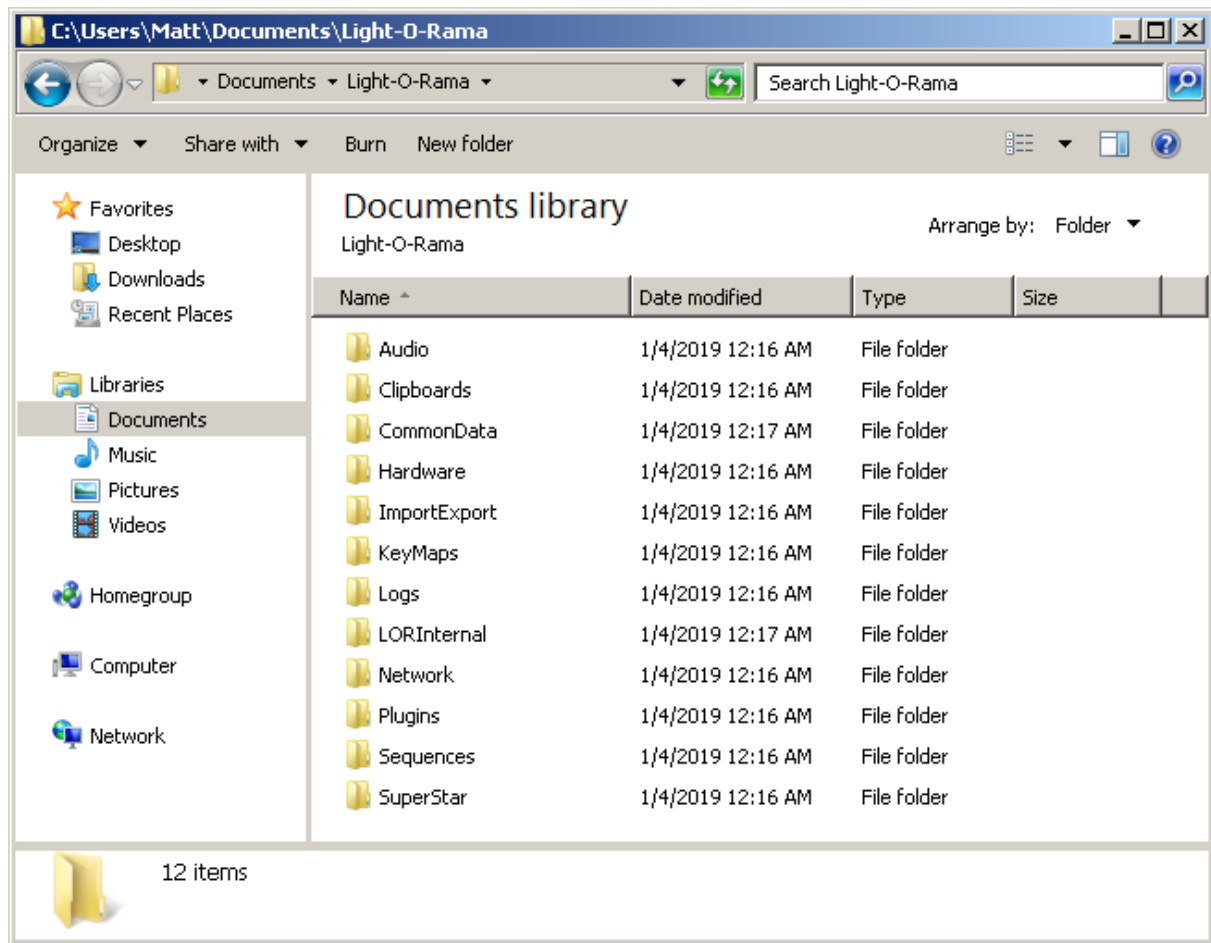 C:\Users\Matt\Documents\Light-O-Rama
Documents Light-O-Rama Search Light-O-Rama
Organize Share with Burn New folder
Favorites
Desktop
Downloads
Recent Places
Libraries
Documents
Music
Pictures
Videos
Homegroup
Computer
Network
Documents library
Light-O-Rama
Arrange by: Folder
Name Date modified Type Size
Audio 1/4/2019 12:16 AM File folder
Clipboards 1/4/2019 12:16 AM File folder
CommonData 1/4/2019 12:17 AM File folder
Hardware 1/4/2019 12:16 AM File folder
ImportExport 1/4/2019 12:16 AM File folder
KeyMaps 1/4/2019 12:16 AM File folder
Logs 1/4/2019 12:16 AM File folder
LORInternal 1/4/2019 12:17 AM File folder
Network 1/4/2019 12:16 AM File folder
Plugins 1/4/2019 12:16 AM File folder
Sequences 1/4/2019 12:16 AM File folder
SuperStar 1/4/2019 12:16 AM File folder
12 items